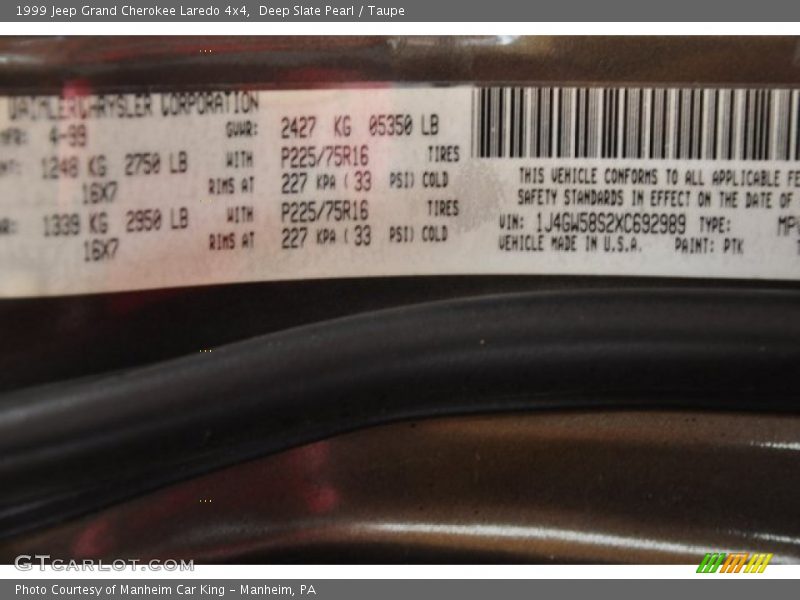 1999 Jeep Grand Cherokee Laredo 4x4, Deep Slate Pearl / Taupe
DAIMLERCHRYSLER CORPORATION
4-99
GVWR: 2427 KG 05350 LB
1248 KG 2750 LB WITH P225/75R16 TIRES
16X7 RIMS AT 227 KPA ( 33 PSI) COLD
1339 KG 2950 LB WITH P225/75R16 TIRES
16X7 RIMS AT 227 KPA ( 33 PSI) COLD
THIS VEHICLE CONFORMS TO ALL APPLICABLE FE
SAFETY STANDARDS IN EFFECT ON THE DATE OF
VIN: 1J4GW58S2XC692989 TYPE: MPV
VEHICLE MADE IN U.S.A. PAINT: PTK
GTCARLOT.COM
Photo Courtesy of Manheim Car King - Manheim, PA